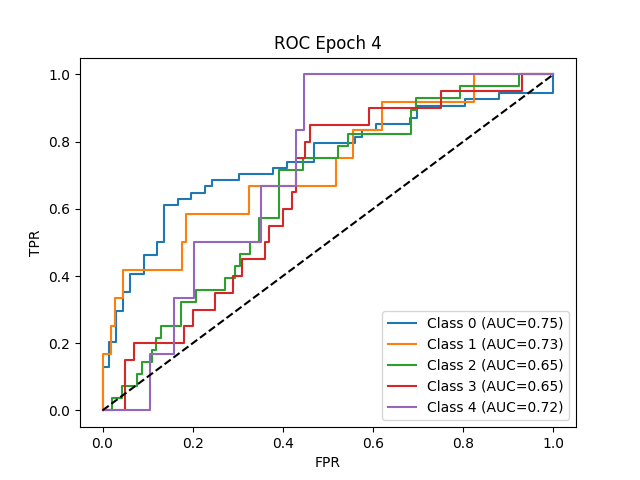 ROC Epoch 4
1.0
0.8
0.6
0.4
0.2
0.0
TPR
0.0 0.2 0.4 0.6 0.8 1.0
FPR
Class 0 (AUC=0.75)
Class 1 (AUC=0.73)
Class 2 (AUC=0.65)
Class 3 (AUC=0.65)
Class 4 (AUC=0.72)